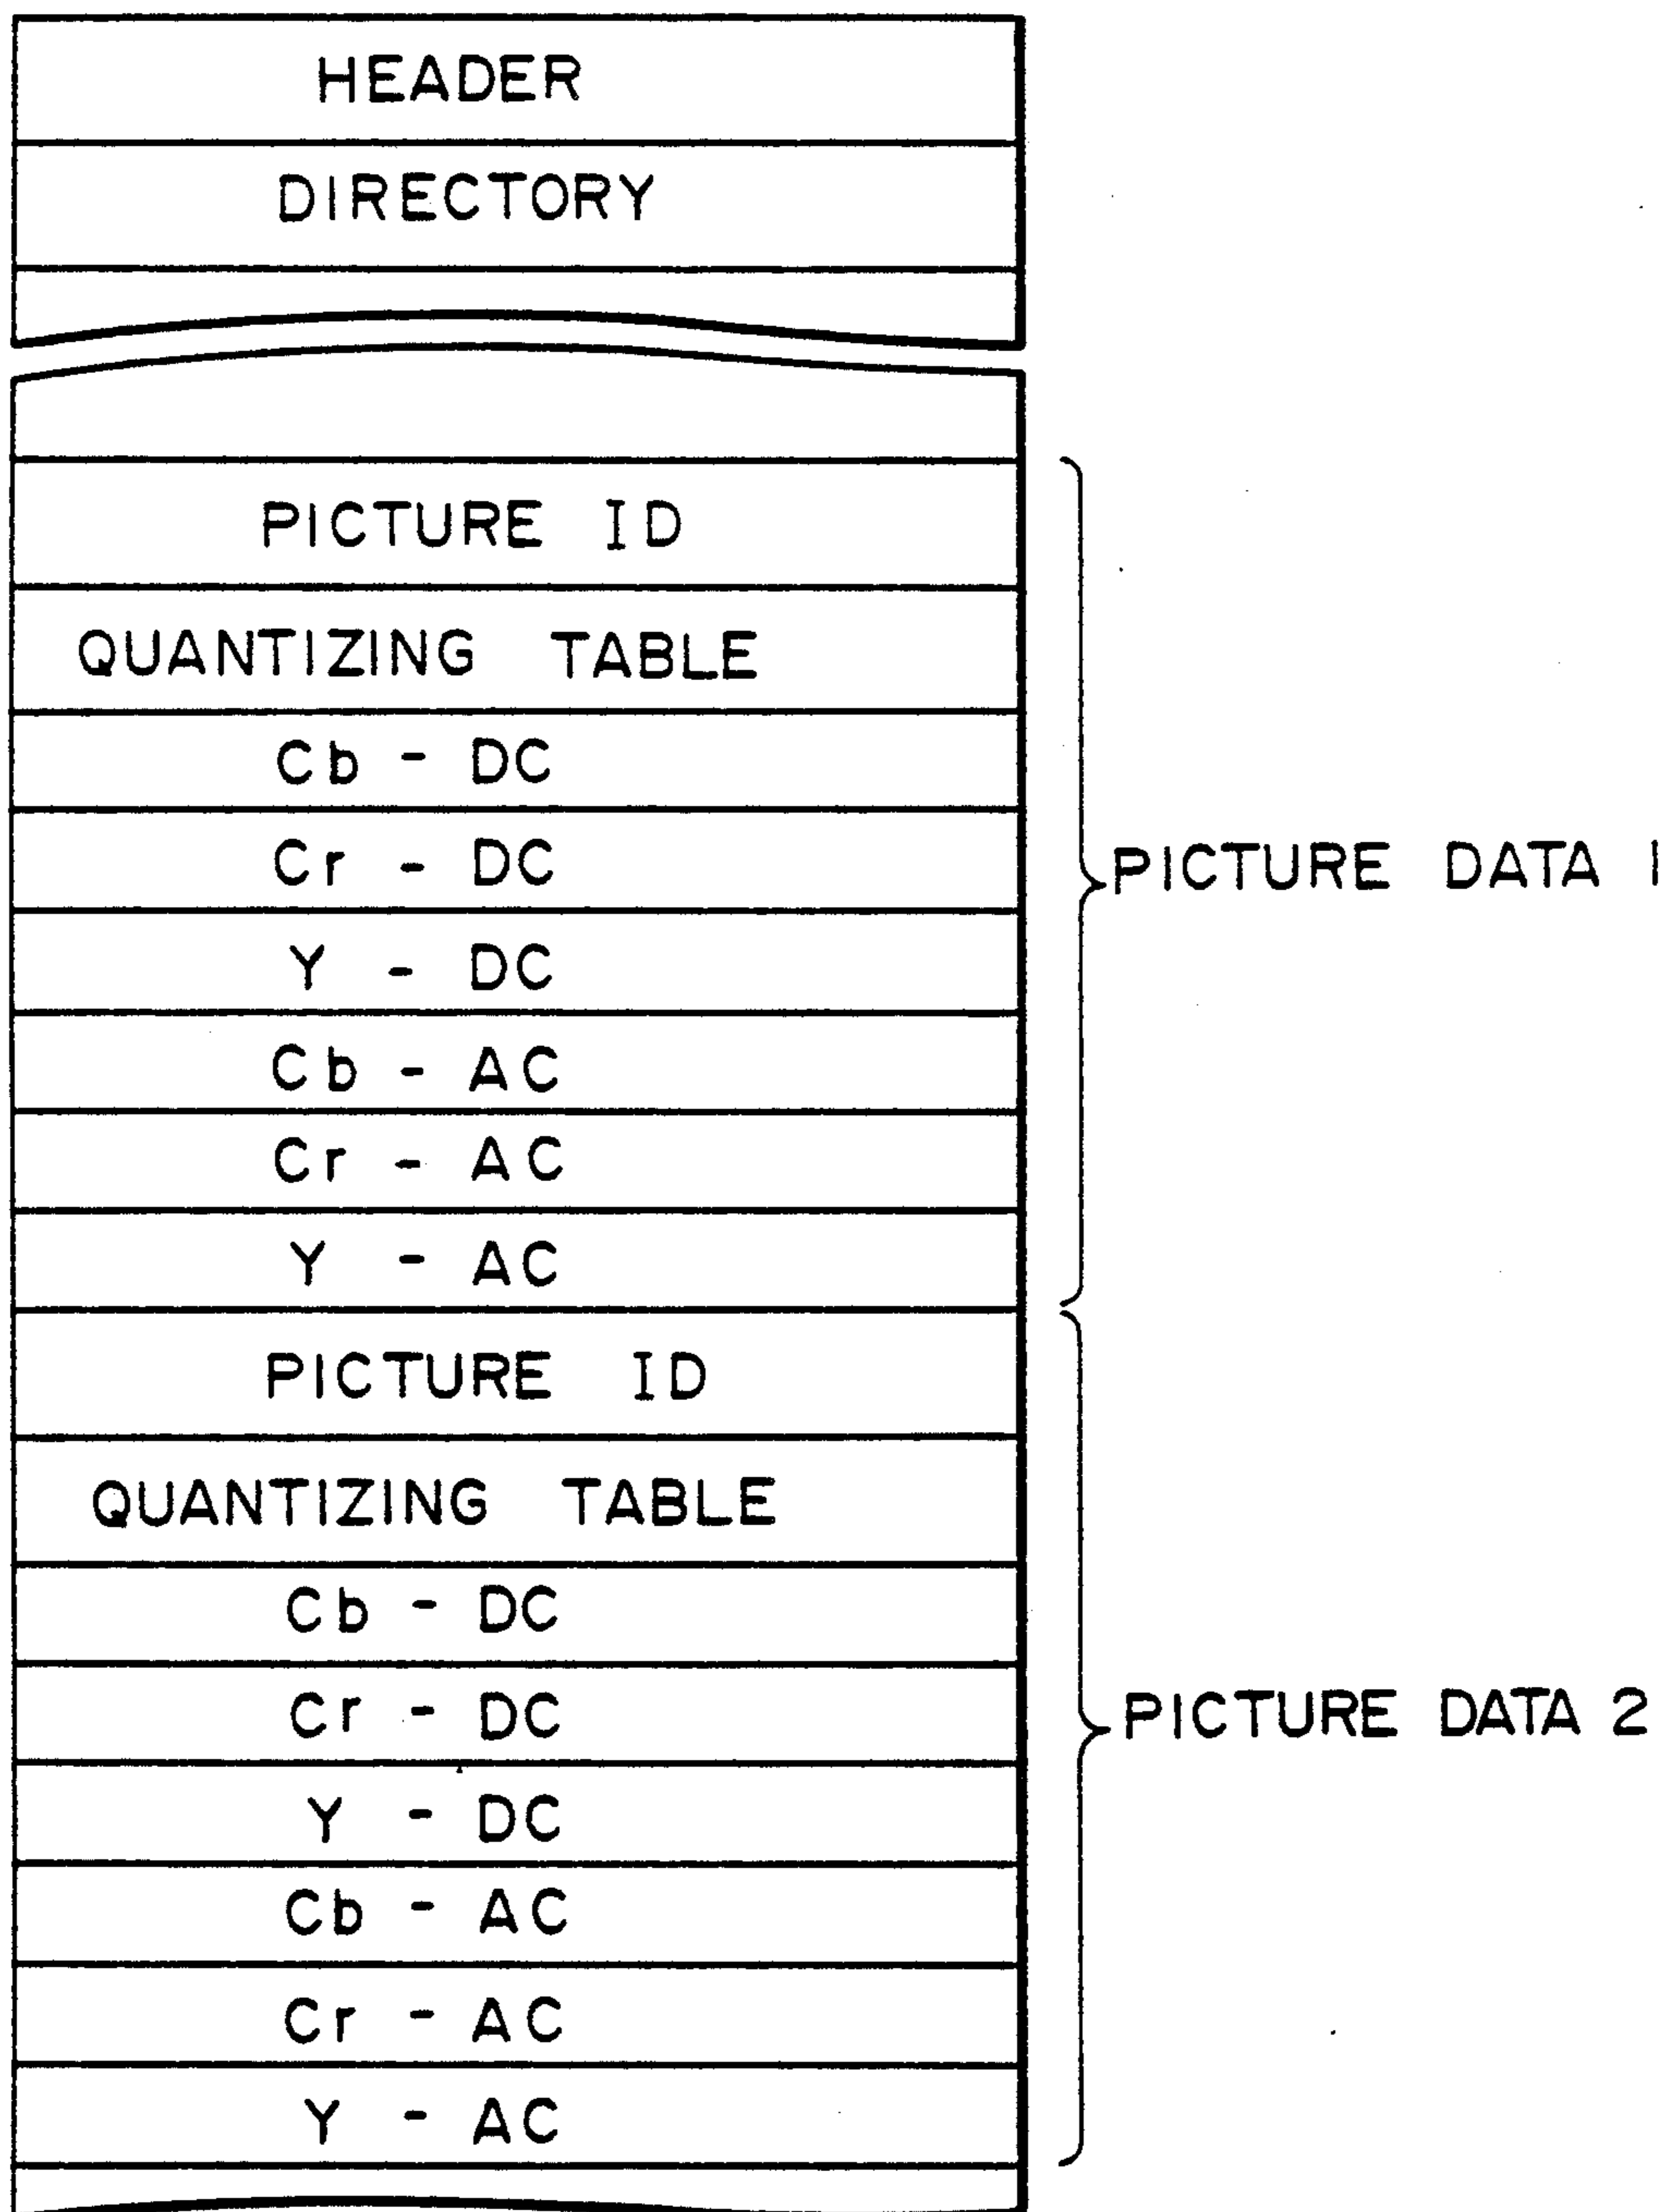 HEADER
DIRECTORY
PICTURE ID
QUANTIZING TABLE
Cb - DC
Cr - DC
PICTURE DATA 1
Y - DC
Cb - AC
Cr - AC
Y - AC
PICTURE ID
QUANTIZING TABLE
Cb - DC
Cr - DC
PICTURE DATA 2
Y - DC
Cb - AC
Cr - AC
Y - AC